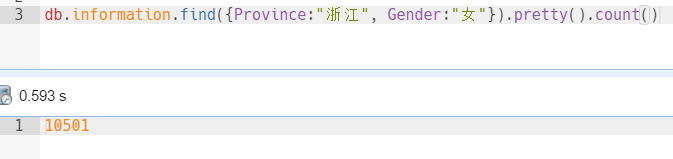 3 db.information.find({Province:"浙江", Gender:"女"}).pretty().count()
0.593 s
1 10501